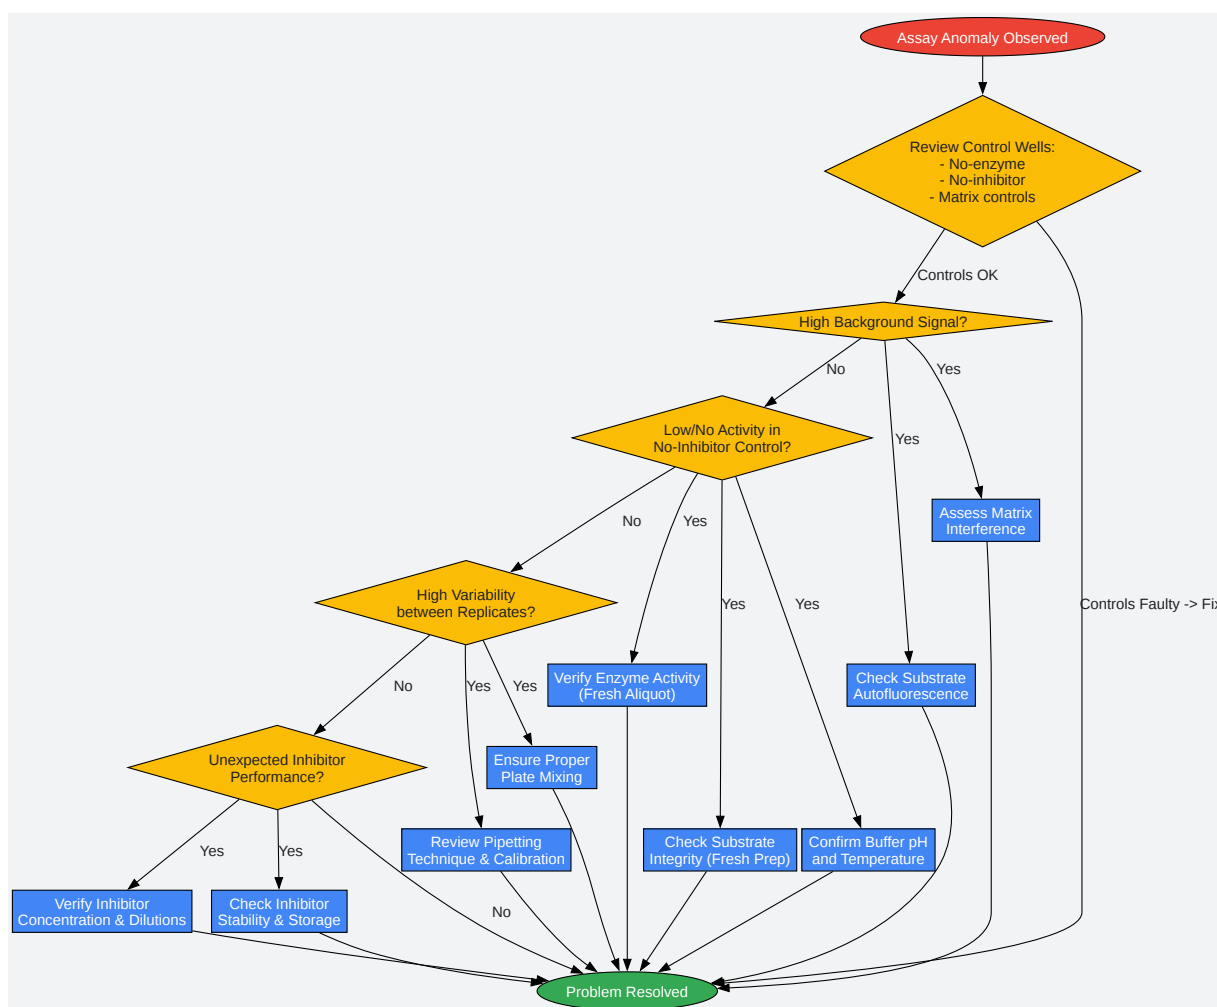 Assay Anomaly Observed
Review Control Wells:
- No-enzyme
- No-inhibitor
- Matrix controls
Controls OK
High Background Signal?
No
Yes
Low/No Activity in
No-Inhibitor Control?
Yes
Assess Matrix
Interference
No
Yes
High Variability
between Replicates?
Yes
Yes
Controls Faulty -> Fix
Verify Enzyme Activity
(Fresh Aliquot)
Check Substrate
Autofluorescence
No
Yes
Yes
Unexpected Inhibitor
Performance?
Ensure Proper
Plate Mixing
Yes
Yes
Review Pipetting
Technique & Calibration
Check Substrate
Integrity (Fresh Prep)
Confirm Buffer pH
and Temperature
Verify Inhibitor
Concentration & Dilutions
Check Inhibitor
Stability & Storage
No
Problem Resolved